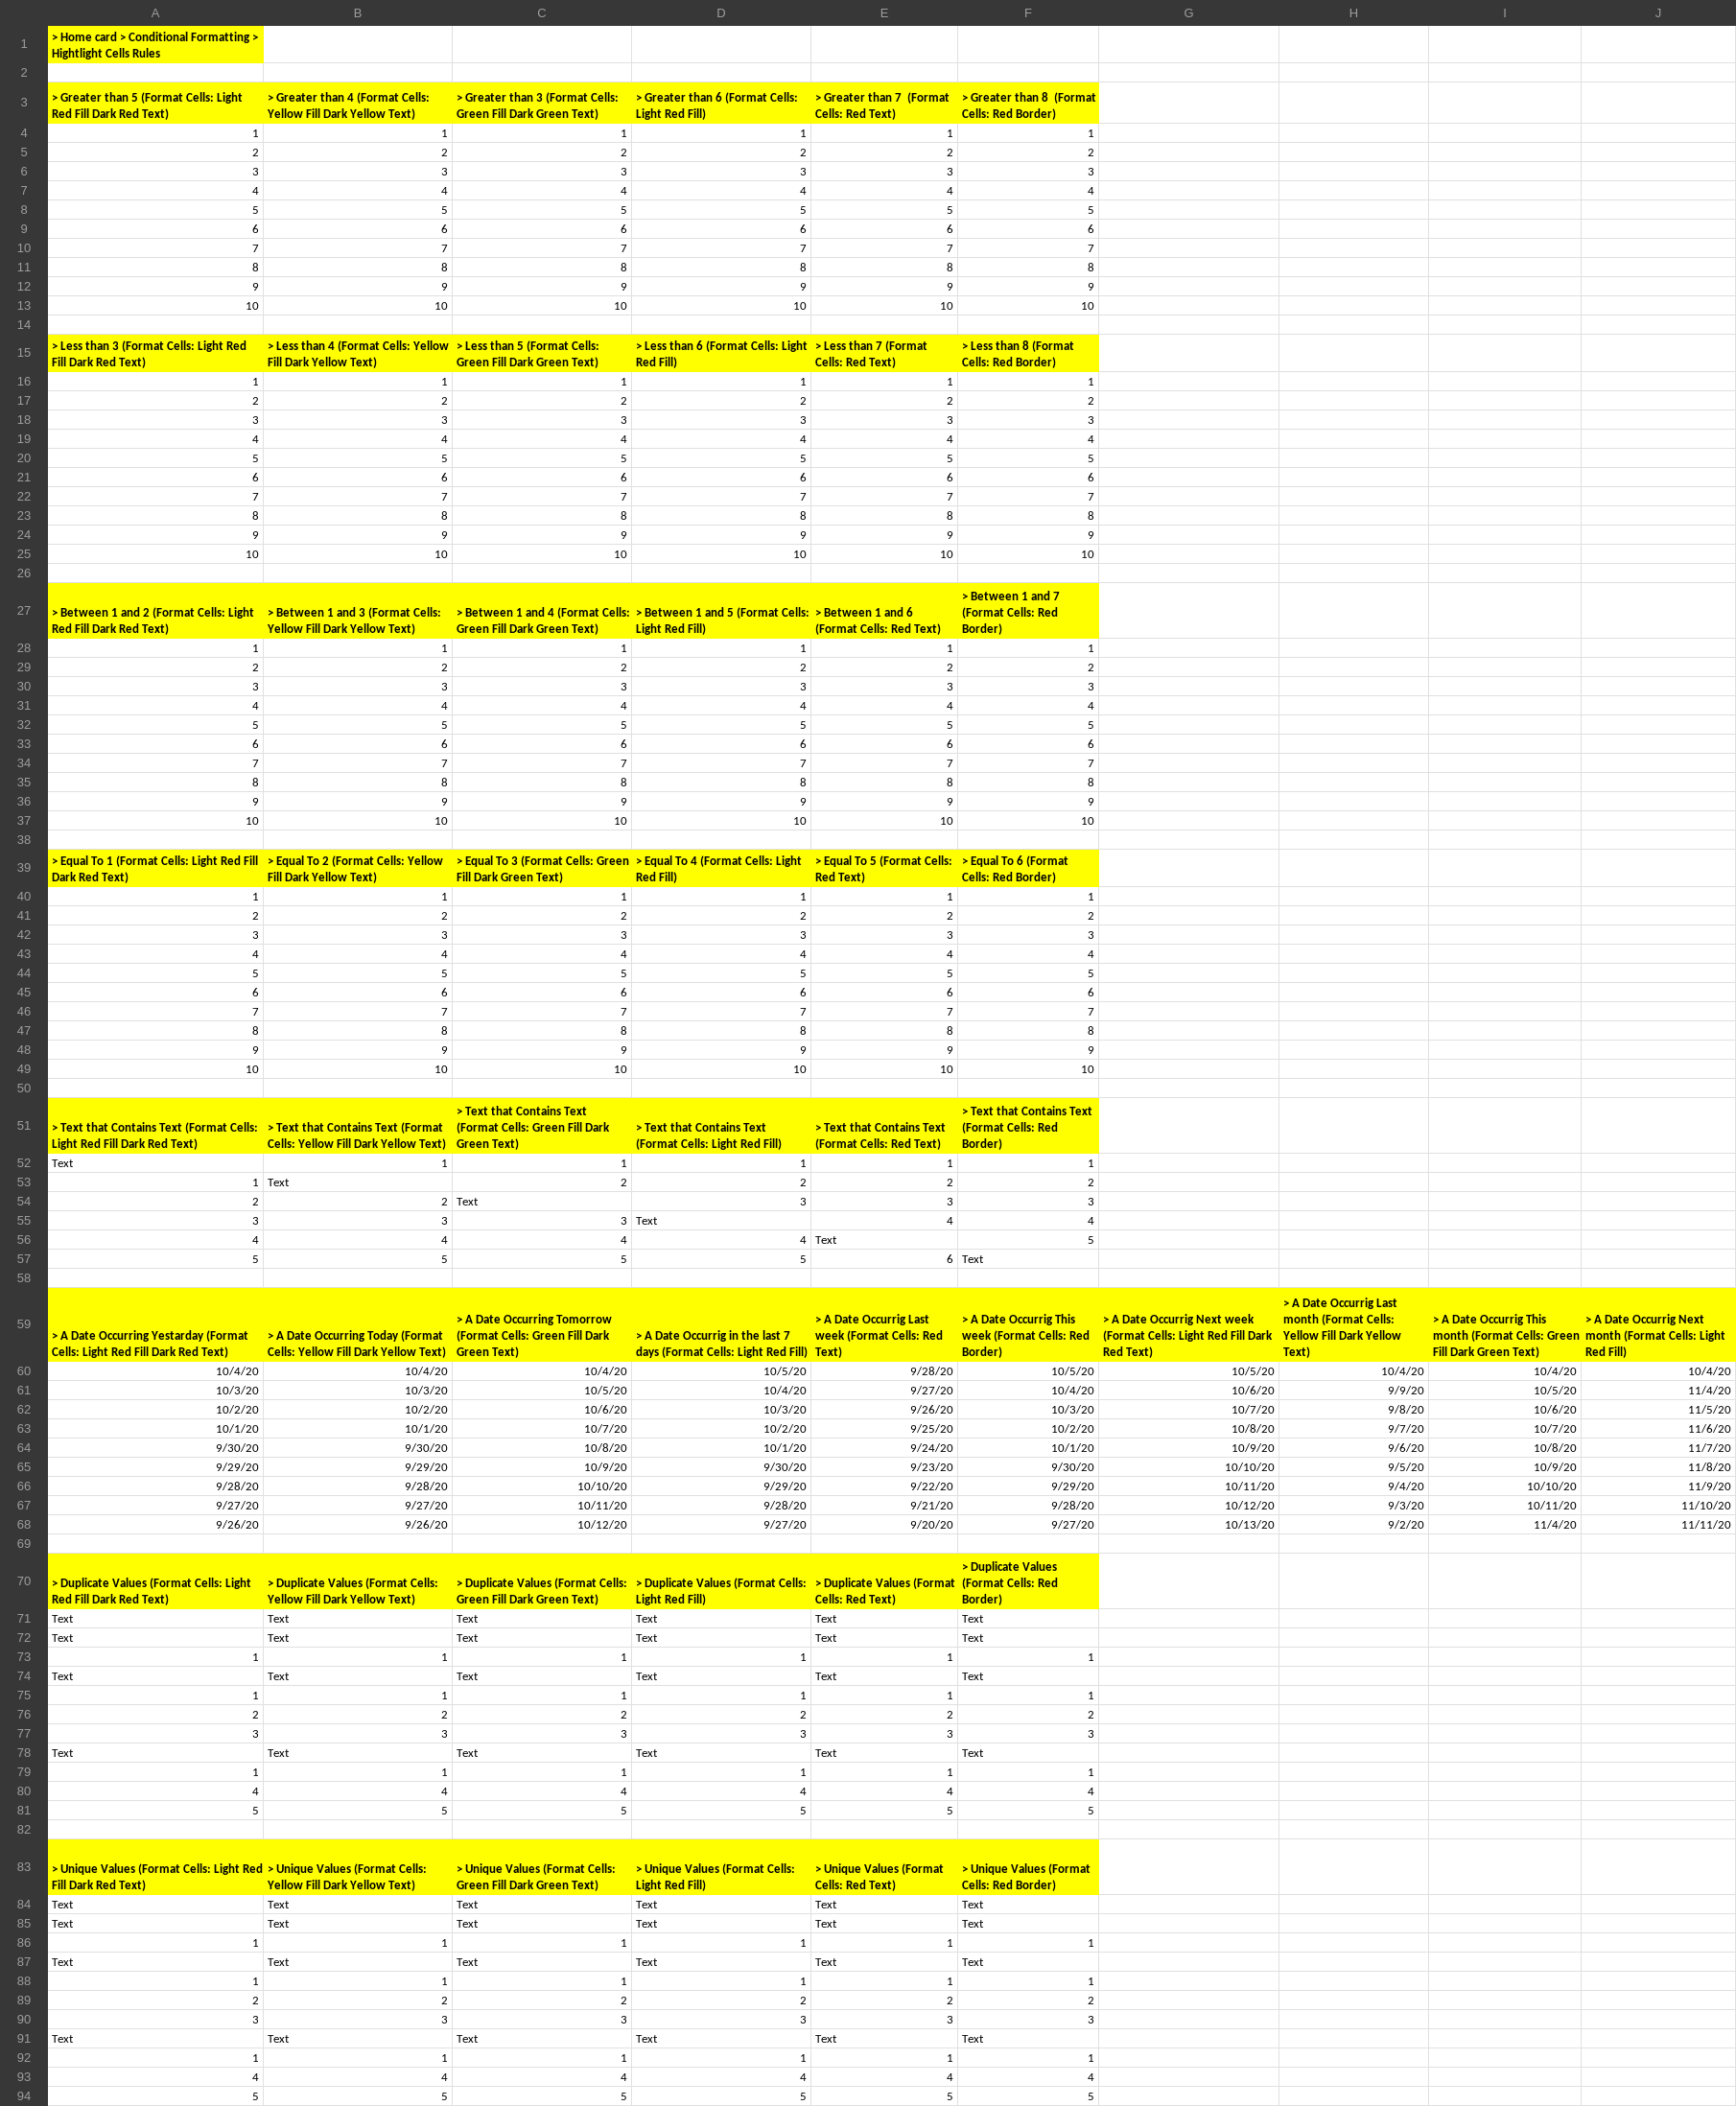 A B C D E F G H I J
1 > Home card > Conditional Formatting >
Hightlight Cells Rules
2
3 > Greater than 5 (Format Cells: Light > Greater than 4 (Format Cells: > Greater than 3 (Format Cells: > Greater than 6 (Format Cells: > Greater than 7 (Format > Greater than 8 (Format
Red Fill Dark Red Text) Yellow Fill Dark Yellow Text) Green Fill Dark Green Text) Light Red Fill) Cells: Red Text) Cells: Red Border)
4 1 1 1 1 1 1
5 2 2 2 2 2 2
6 3 3 3 3 3 3
7 4 4 4 4 4 4
8 5 5 5 5 5 5
9 6 6 6 6 6 6
10 7 7 7 7 7 7
11 8 8 8 8 8 8
12 9 9 9 9 9 9
13 10 10 10 10 10 10
14
15 > Less than 3 (Format Cells: Light Red > Less than 4 (Format Cells: Yellow > Less than 5 (Format Cells: > Less than 6 (Format Cells: Light > Less than 7 (Format > Less than 8 (Format
Fill Dark Red Text) Fill Dark Yellow Text) Green Fill Dark Green Text) Red Fill) Cells: Red Text) Cells: Red Border)
16 1 1 1 1 1 1
17 2 2 2 2 2 2
18 3 3 3 3 3 3
19 4 4 4 4 4 4
20 5 5 5 5 5 5
21 6 6 6 6 6 6
22 7 7 7 7 7 7
23 8 8 8 8 8 8
24 9 9 9 9 9 9
25 10 10 10 10 10 10
26
> Between 1 and 7
27 > Between 1 and 2 (Format Cells: Light > Between 1 and 3 (Format Cells: > Between 1 and 4 (Format Cells: > Between 1 and 5 (Format Cells: > Between 1 and 6 (Format Cells: Red
Red Fill Dark Red Text) Yellow Fill Dark Yellow Text) Green Fill Dark Green Text) Light Red Fill) (Format Cells: Red Text) Border)
28 1 1 1 1 1 1
29 2 2 2 2 2 2
30 3 3 3 3 3 3
31 4 4 4 4 4 4
32 5 5 5 5 5 5
33 6 6 6 6 6 6
34 7 7 7 7 7 7
35 8 8 8 8 8 8
36 9 9 9 9 9 9
37 10 10 10 10 10 10
38
39 > Equal To 1 (Format Cells: Light Red Fill > Equal To 2 (Format Cells: Yellow > Equal To 3 (Format Cells: Green > Equal To 4 (Format Cells: Light > Equal To 5 (Format Cells: > Equal To 6 (Format
Dark Red Text) Fill Dark Yellow Text) Fill Dark Green Text) Red Fill) Red Text) Cells: Red Border)
40 1 1 1 1 1 1
41 2 2 2 2 2 2
42 3 3 3 3 3 3
43 4 4 4 4 4 4
44 5 5 5 5 5 5
45 6 6 6 6 6 6
46 7 7 7 7 7 7
47 8 8 8 8 8 8
48 9 9 9 9 9 9
49 10 10 10 10 10 10
50
> Text that Contains Text > Text that Contains Text
51 > Text that Contains Text (Format Cells: > Text that Contains Text (Format (Format Cells: Green Fill Dark > Text that Contains Text > Text that Contains Text (Format Cells: Red
Light Red Fill Dark Red Text) Cells: Yellow Fill Dark Yellow Text) Green Text) (Format Cells: Light Red Fill) (Format Cells: Red Text) Border)
52 Text 1 1 1 1 1
53 1 Text 2 2 2 2
54 2 2 Text 3 3 3
55 3 3 3 Text 4 4
56 4 4 4 4 Text 5
57 5 5 5 5 6 Text
58
> A Date Occurrig Last
> A Date Occurring Tomorrow > A Date Occurrig Last > A Date Occurrig This > A Date Occurrig Next week month (Format Cells: > A Date Occurrig This > A Date Occurrig Next
59 (Format Cells: Green Fill Dark > A Date Occurrig in the last 7 week (Format Cells: Red week (Format Cells: Red (Format Cells: Light Red Fill Dark Yellow Fill Dark Yellow month (Format Cells: Green month (Format Cells: Light
> A Date Occurring Yestarday (Format > A Date Occurring Today (Format Green Text) days (Format Cells: Light Red Fill) Text) Border) Red Text) Text) Fill Dark Green Text) Red Fill)
Cells: Light Red Fill Dark Red Text) Cells: Yellow Fill Dark Yellow Text)
60 10/4/20 10/4/20 10/4/20 10/5/20 9/28/20 10/5/20 10/5/20 10/4/20 10/4/20 10/4/20
61 10/3/20 10/3/20 10/5/20 10/4/20 9/27/20 10/4/20 10/6/20 9/9/20 10/5/20 11/4/20
62 10/2/20 10/2/20 10/6/20 10/3/20 9/26/20 10/3/20 10/7/20 9/8/20 10/6/20 11/5/20
63 10/1/20 10/1/20 10/7/20 10/2/20 9/25/20 10/2/20 10/8/20 9/7/20 10/7/20 11/6/20
64 9/30/20 9/30/20 10/8/20 10/1/20 9/24/20 10/1/20 10/9/20 9/6/20 10/8/20 11/7/20
65 9/29/20 9/29/20 10/9/20 9/30/20 9/23/20 9/30/20 10/10/20 9/5/20 10/9/20 11/8/20
66 9/28/20 9/28/20 10/10/20 9/29/20 9/22/20 9/29/20 10/11/20 9/4/20 10/10/20 11/9/20
67 9/27/20 9/27/20 10/11/20 9/28/20 9/21/20 9/28/20 10/12/20 9/3/20 10/11/20 11/10/20
68 9/26/20 9/26/20 10/12/20 9/27/20 9/20/20 9/27/20 10/13/20 9/2/20 11/4/20 11/11/20
69
> Duplicate Values
70 > Duplicate Values (Format Cells: Light > Duplicate Values (Format Cells: > Duplicate Values (Format Cells: > Duplicate Values (Format Cells: > Duplicate Values (Format (Format Cells: Red
Red Fill Dark Red Text) Yellow Fill Dark Yellow Text) Green Fill Dark Green Text) Light Red Fill) Cells: Red Text) Border)
71 Text Text Text Text Text Text
72 Text Text Text Text Text Text
73 1 1 1 1 1 1
74 Text Text Text Text Text Text
75 1 1 1 1 1 1
76 2 2 2 2 2 2
77 3 3 3 3 3 3
78 Text Text Text Text Text Text
79 1 1 1 1 1 1
80 4 4 4 4 4 4
81 5 5 5 5 5 5
82
83 > Unique Values (Format Cells: Light Red > Unique Values (Format Cells: > Unique Values (Format Cells: > Unique Values (Format Cells: > Unique Values (Format > Unique Values (Format
Fill Dark Red Text) Yellow Fill Dark Yellow Text) Green Fill Dark Green Text) Light Red Fill) Cells: Red Text) Cells: Red Border)
84 Text Text Text Text Text Text
85 Text Text Text Text Text Text
86 1 1 1 1 1 1
87 Text Text Text Text Text Text
88 1 1 1 1 1 1
89 2 2 2 2 2 2
90 3 3 3 3 3 3
91 Text Text Text Text Text Text
92 1 1 1 1 1 1
93 4 4 4 4 4 4
94 5 5 5 5 5 5